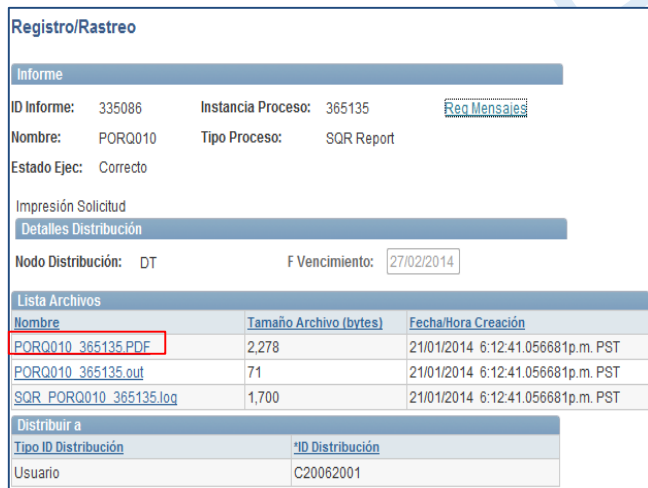 Registro/Rastreo
Informe
ID Informe: 335086 Instancia Proceso: 365135 Reg Mensajes
Nombre: PORQ010 Tipo Proceso: SQR Report
Estado Ejec: Correcto
Impresión Solicitud
Detalles Distribución
Nodo Distribución: DT F Vencimiento: 27/02/2014
Lista Archivos
Nombre Tamaño Archivo (bytes) Fecha/Hora Creación
PORQ010_365135.PDF 2,278 21/01/2014 6:12:41.056681p.m. PST
PORQ010_365135.out 71 21/01/2014 6:12:41.056681p.m. PST
SQR_PORQ010_365135.log 1,700 21/01/2014 6:12:41.056681p.m. PST
Distribuir a
Tipo ID Distribución *ID Distribución
Usuario C20062001